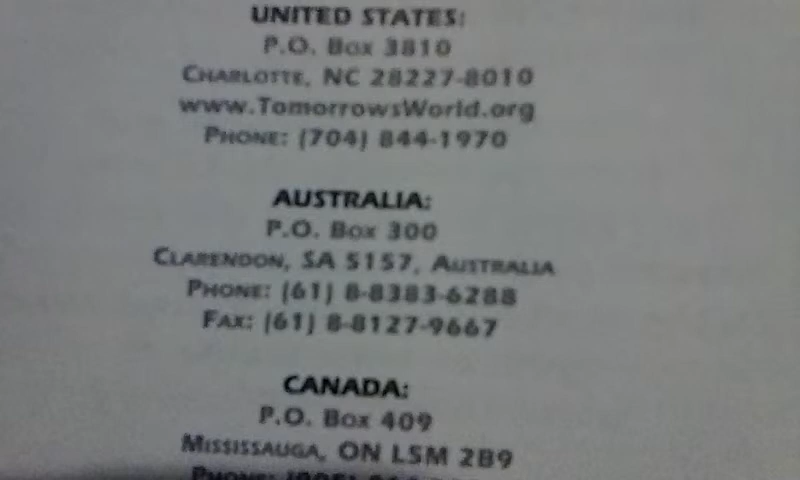 UNITED STATES:
P.O. BOX 3810
CHARLOTTE, NC 28227-8010
www.TomorrowsWorld.org
PHONE: (704) 844-1970
AUSTRALIA:
P.O. BOX 300
CLARENDON, SA 5157, AUSTRALIA
PHONE: (61) 8-8383-6288
FAX: (61) 8-8127-9667
CANADA:
P.O. BOX 409
MISSISSAUGA, ON L5M 2B9
PHONE: